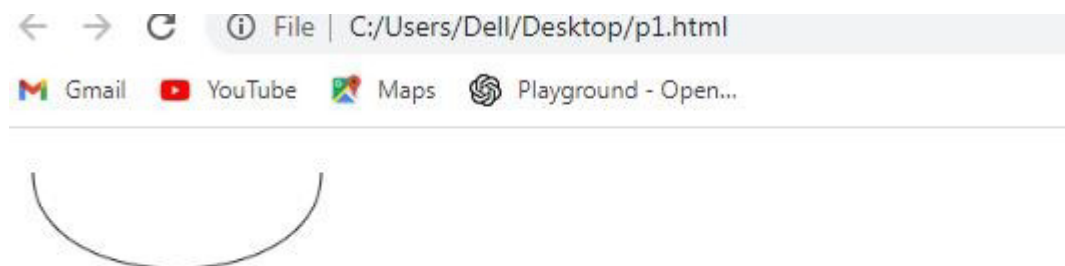 File | C:/Users/Dell/Desktop/p1.html
Gmail YouTube Maps Playground - Open...